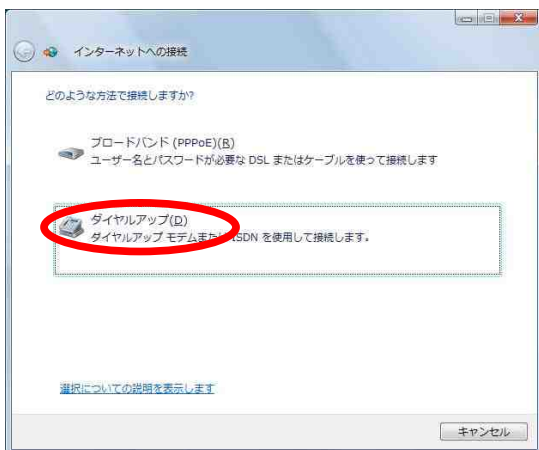 インターネットへの接続
どのような方法で接続しますか?
ブロードバンド (PPPoE)(R)
ユーザー名とパスワードが必要な DSL またはケーブルを使って接続します
ダイヤルアップ(D)
ダイヤルアップ モデムまたは ISDN を使用して接続します。
選択についての説明を表示します
キャンセル